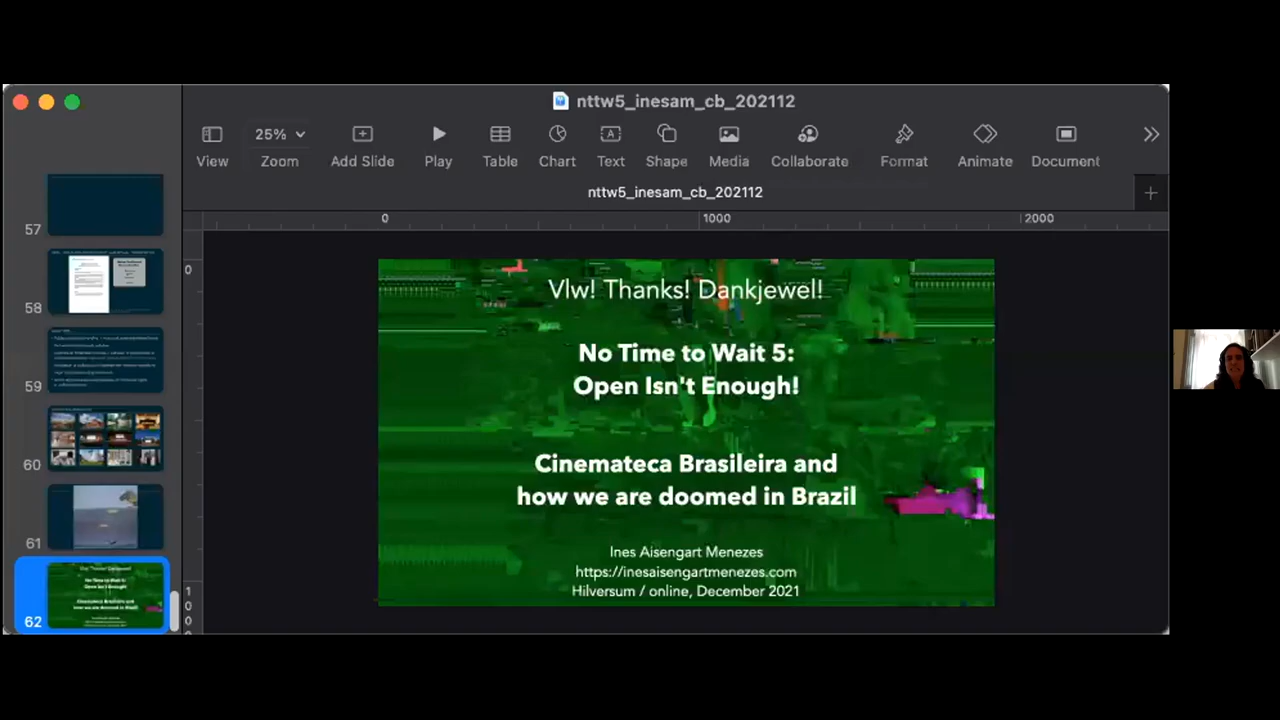 nttw5_inesam_cb_202112
25%
View
Zoom
Add Slide
Play
Table
Chart
Text
Shape
Media
Collaborate
Format
Animate
Document
nttw5_inesam_cb_202112
0
1000
2000
0
57
58
59
60
61
62
Vlw! Thanks! Dankjewel!
No Time to Wait 5:
Open Isn't Enough!
Cinemateca Brasileira and
how we are doomed in Brazil
Ines Aisengart Menezes
https://inesaisengartmenezes.com
Hilversum / online, December 2021